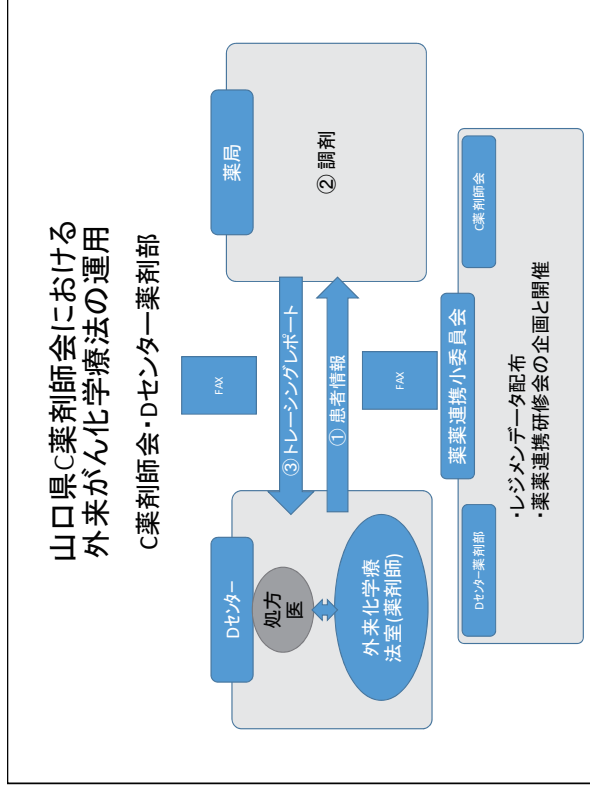 山口県C薬剤師会における
外来がん化学療法の運用
C薬剤師会・Dセンター薬剤部
Dセンター
処方
医
外来化学療
法室(薬剤師)
FAX
③トレーシングレポート
① 患者情報
FAX
薬局
② 調剤
薬薬連携小委員会
Dセンター薬剤部
C薬剤師会
・レジメンデータ配布
・薬薬連携研修会の企画と開催